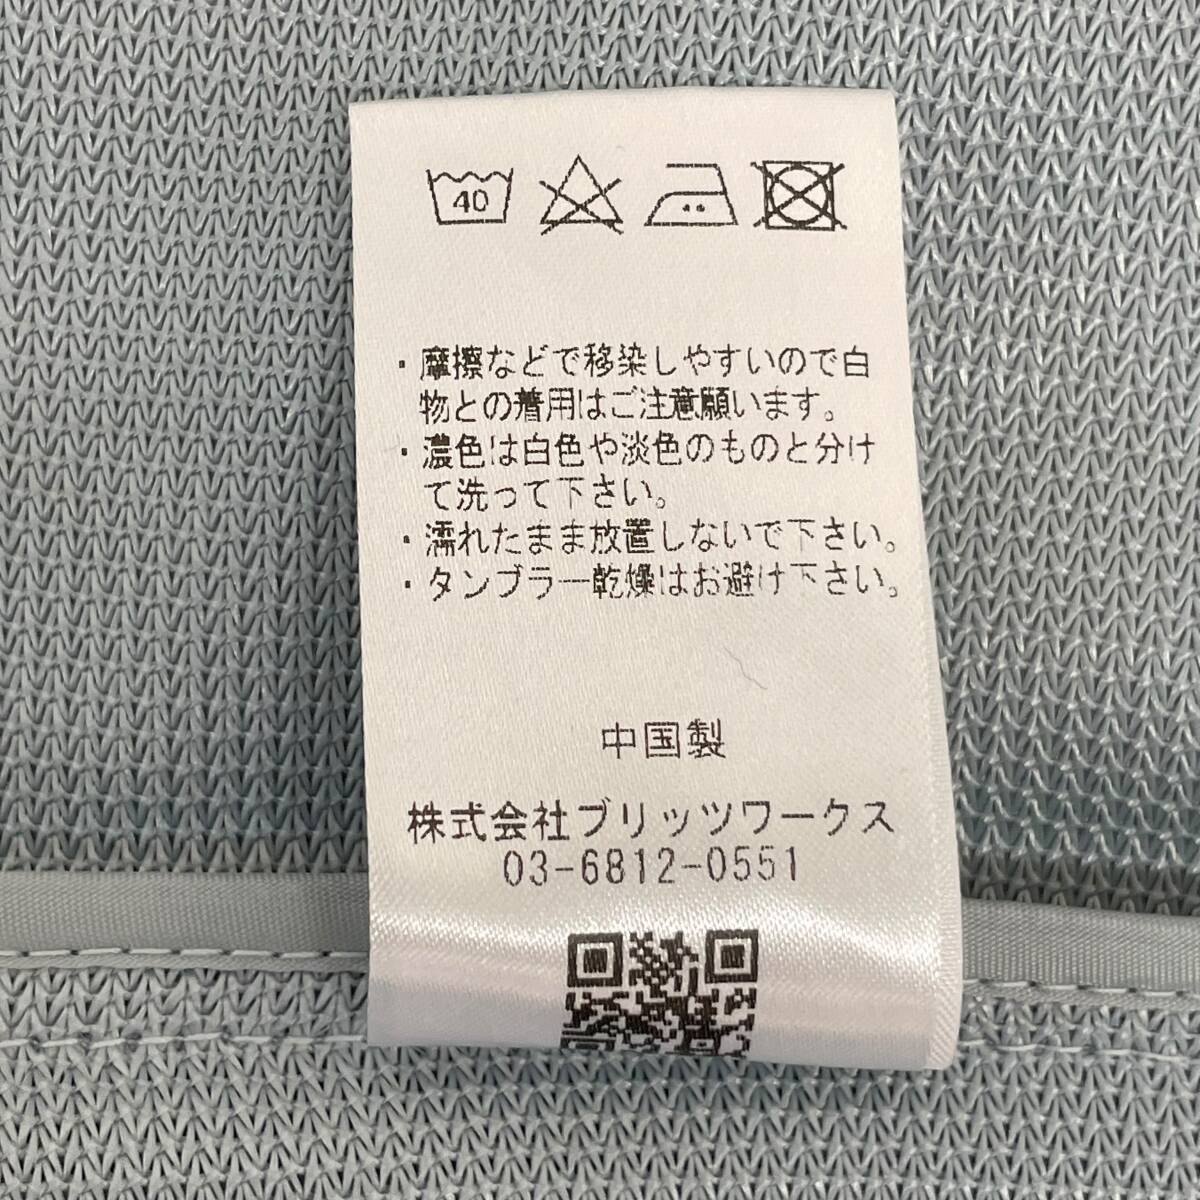 40
・摩擦などで移染しやすいので白
物との着用はご注意願います。
・濃色は白色や淡色のものと分け
て洗って下さい。
・濡れたまま放置しないで下さい。
・タンブラー乾燥はお避け下さい。
中国製
株式会社ブリッツワークス
03-6812-0551